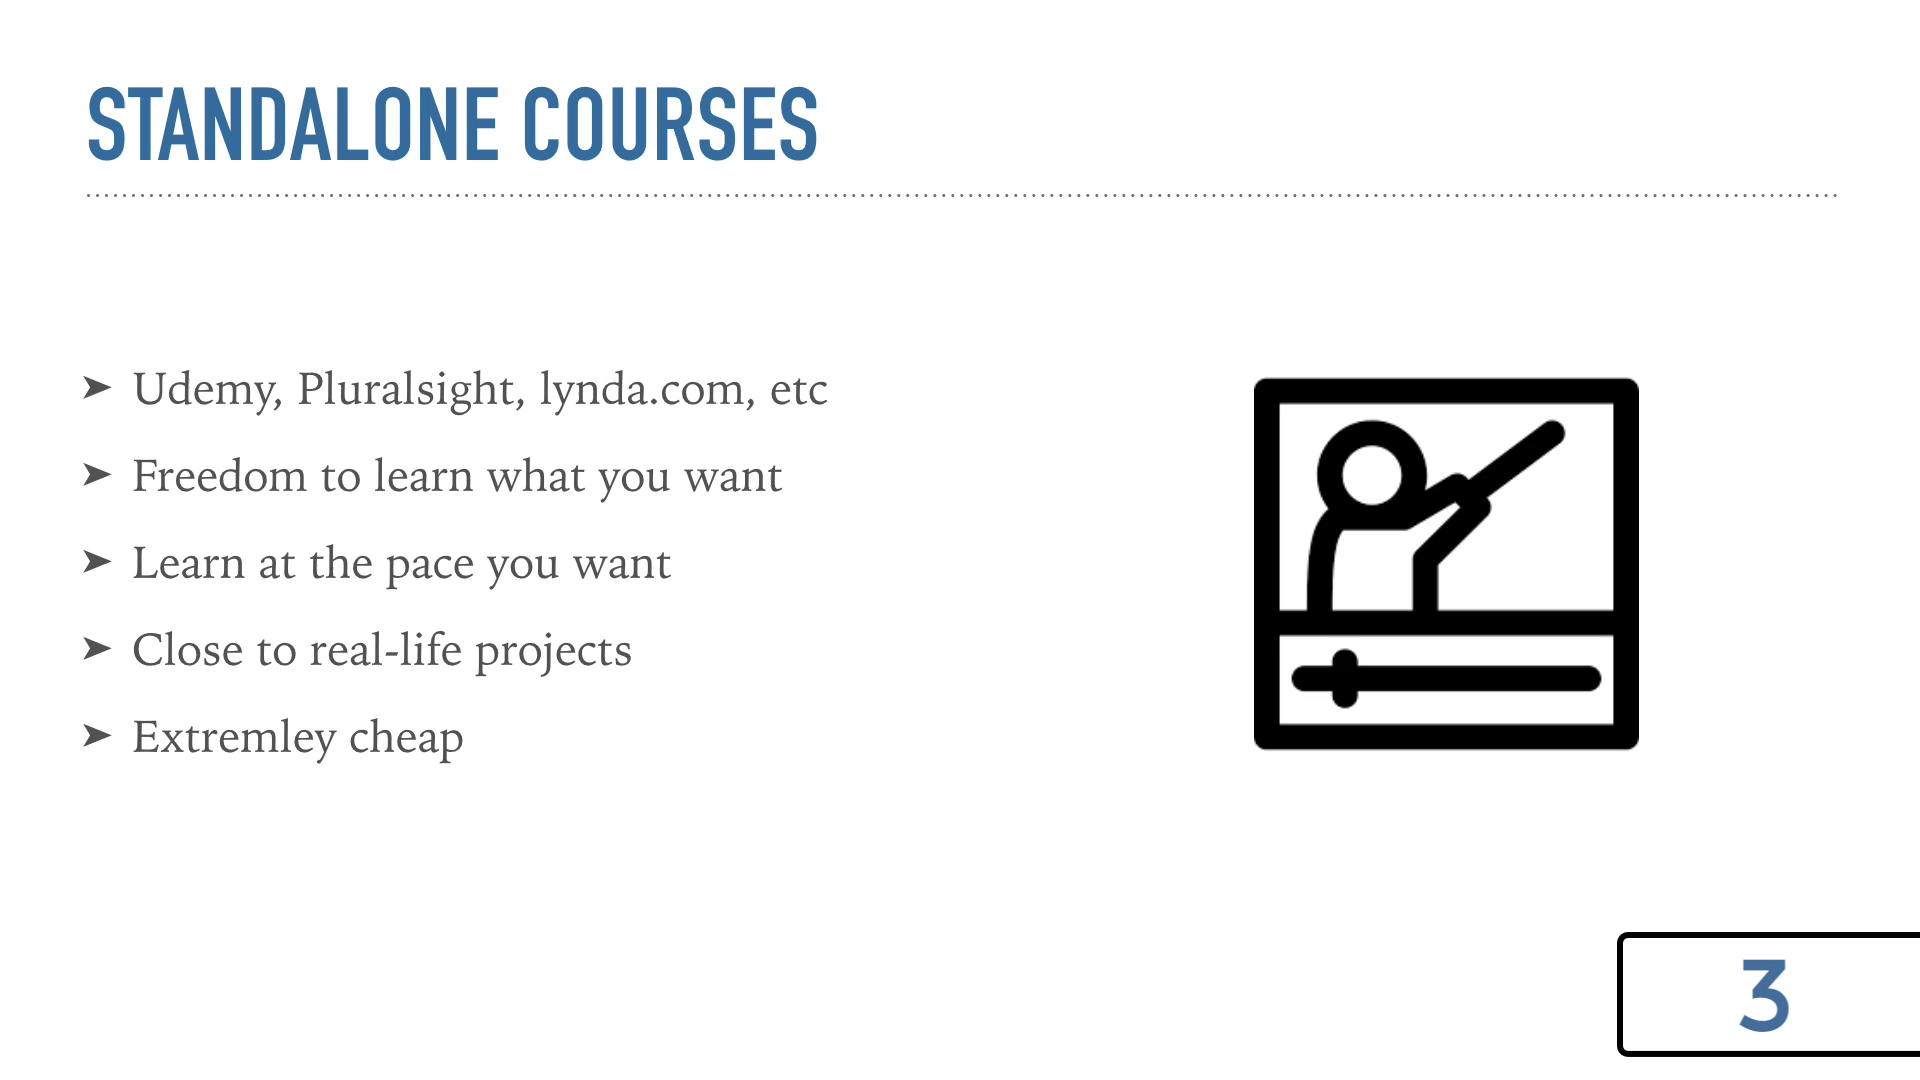 STANDALONE COURSES
➤ Udemy, Pluralsight, lynda.com, etc
➤ Freedom to learn what you want
➤ Learn at the pace you want
➤ Close to real-life projects
➤ Extremley cheap
3